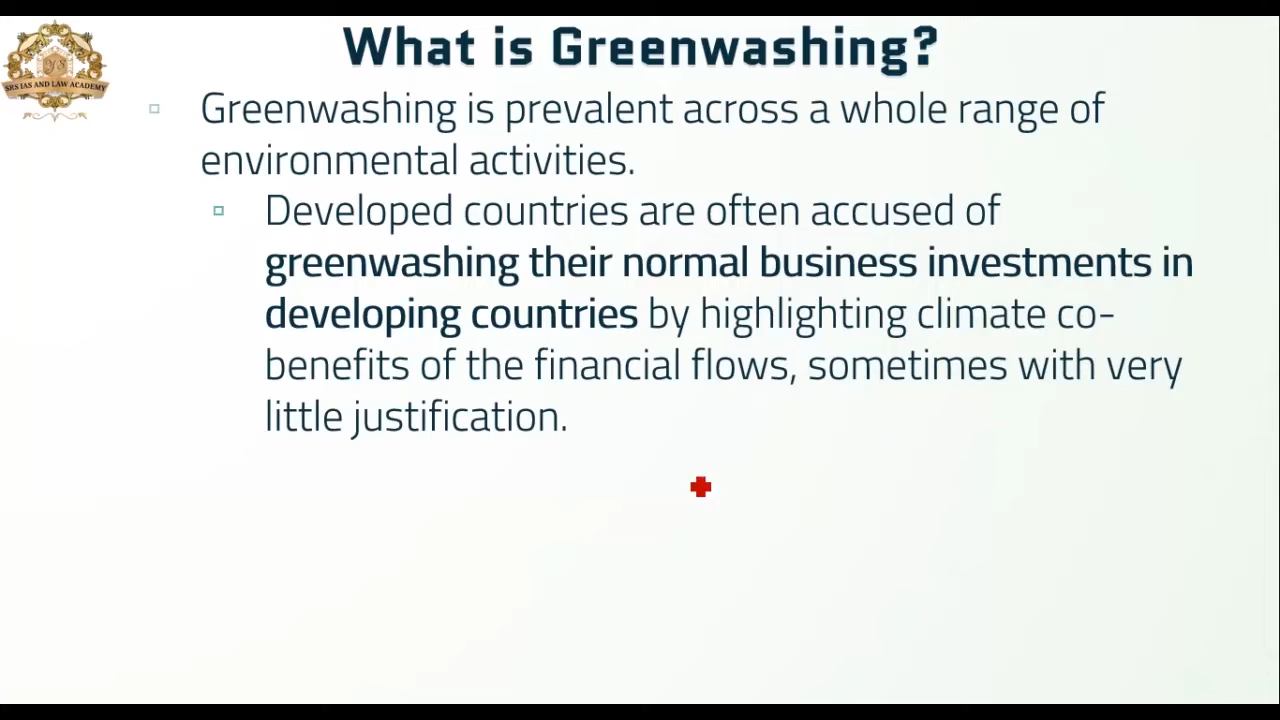 What is Greenwashing?
SRS IAS AND LAW ACADEMY
Greenwashing is prevalent across a whole range of
environmental activities.
Developed countries are often accused of
greenwashing their normal business investments in
developing countries by highlighting climate co-
benefits of the financial flows, sometimes with very
little justification.